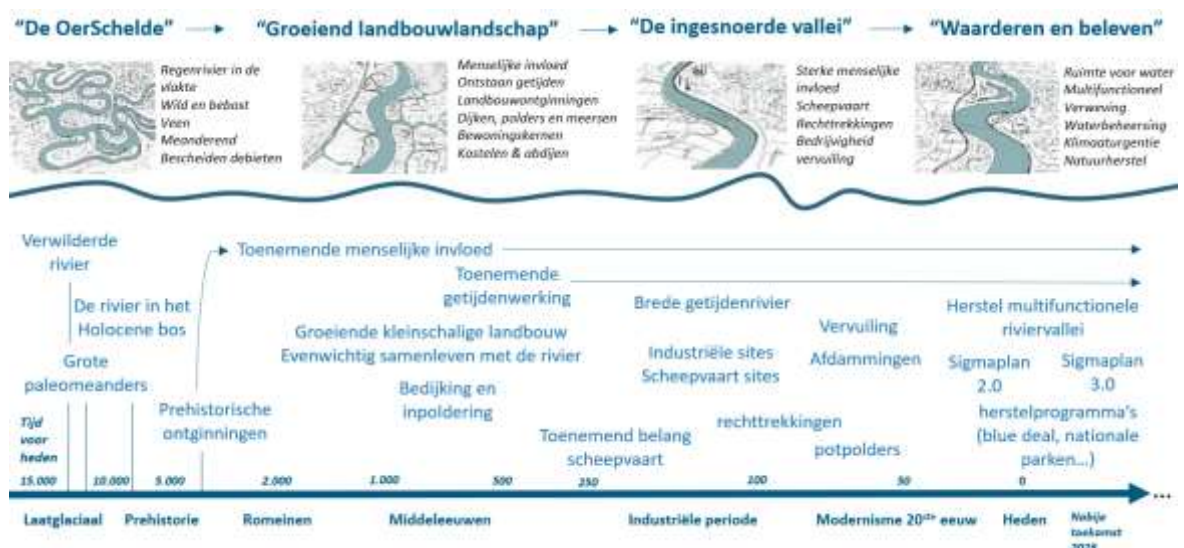 "De OerSchelde"
"Groeiend landbouwlandschap"
"De ingesnoerde vallei"
"Waarderen en beleven"
Regenrivier in de
vlakte
Wild en bebost
Veen
Meanderend
Bescheiden debieten
Menselijke invloed
Ontstaan getijden
Landbouwontginningen
Dijken, polders en meersen
Bewoningskernen
Kastelen & abdijen
Sterke menselijke
invloed
Scheepvaart
Rechttrekkingen
Bedrijvigheid
vervuiling
Ruimte voor water
Multifunctioneel
Verweving
Waterbeheersing
Klimaaturgentie
Natuurherstel
Verwilderde
rivier
De rivier in het
Holocene bos
Grote
paleomeanders
Prehistorische
ontginningen
Toenemende menselijke invloed
Toenemende
getijdenwerking
Groeiende kleinschalige landbouw
Evenwichtig samenleven met de rivier
Bedijking en
inpoldering
Toenemend belang
scheepvaart
Brede getijdenrivier
Industriële sites
Scheepvaart sites
rechttrekkingen
Vervuiling
Afdammingen
potpolders
Herstel multifunctionele
riviervallei
Sigmaplan
2.0
Sigmaplan
3.0
herstelprogramma's
(blue deal, nationale
parken...)
Tijd
voor
heden
15.000 10.000 5.000 2.000 1.000 500 250 100 50 0 ...
Laatglaciaal Prehistorie Romeinen Middeleeuwen Industriële periode Modernisme 20ste eeuw Heden Nabije
toekomst